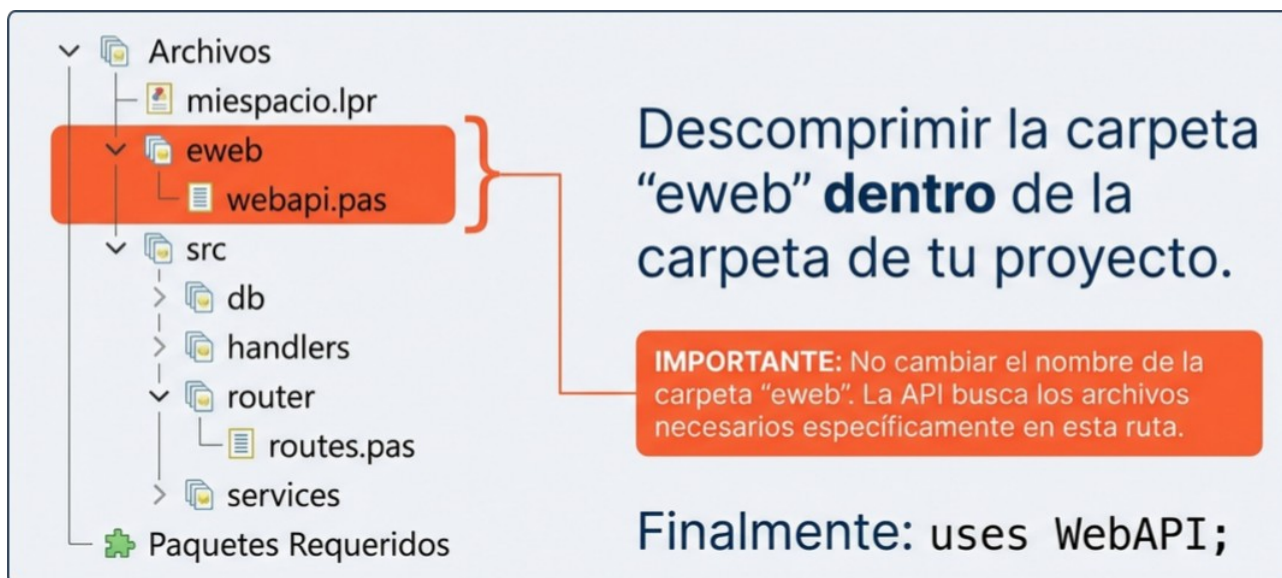 Archivos
miespacio.lpr
eweb
webapi.pas
src
db
handlers
router
routes.pas
services
Paquetes Requeridos
Descomprimir la carpeta
“eweb” dentro de la
carpeta de tu proyecto.
IMPORTANTE: No cambiar el nombre de la
carpeta “eweb”. La API busca los archivos
necesarios específicamente en esta ruta.
Finalmente: uses WebAPI;